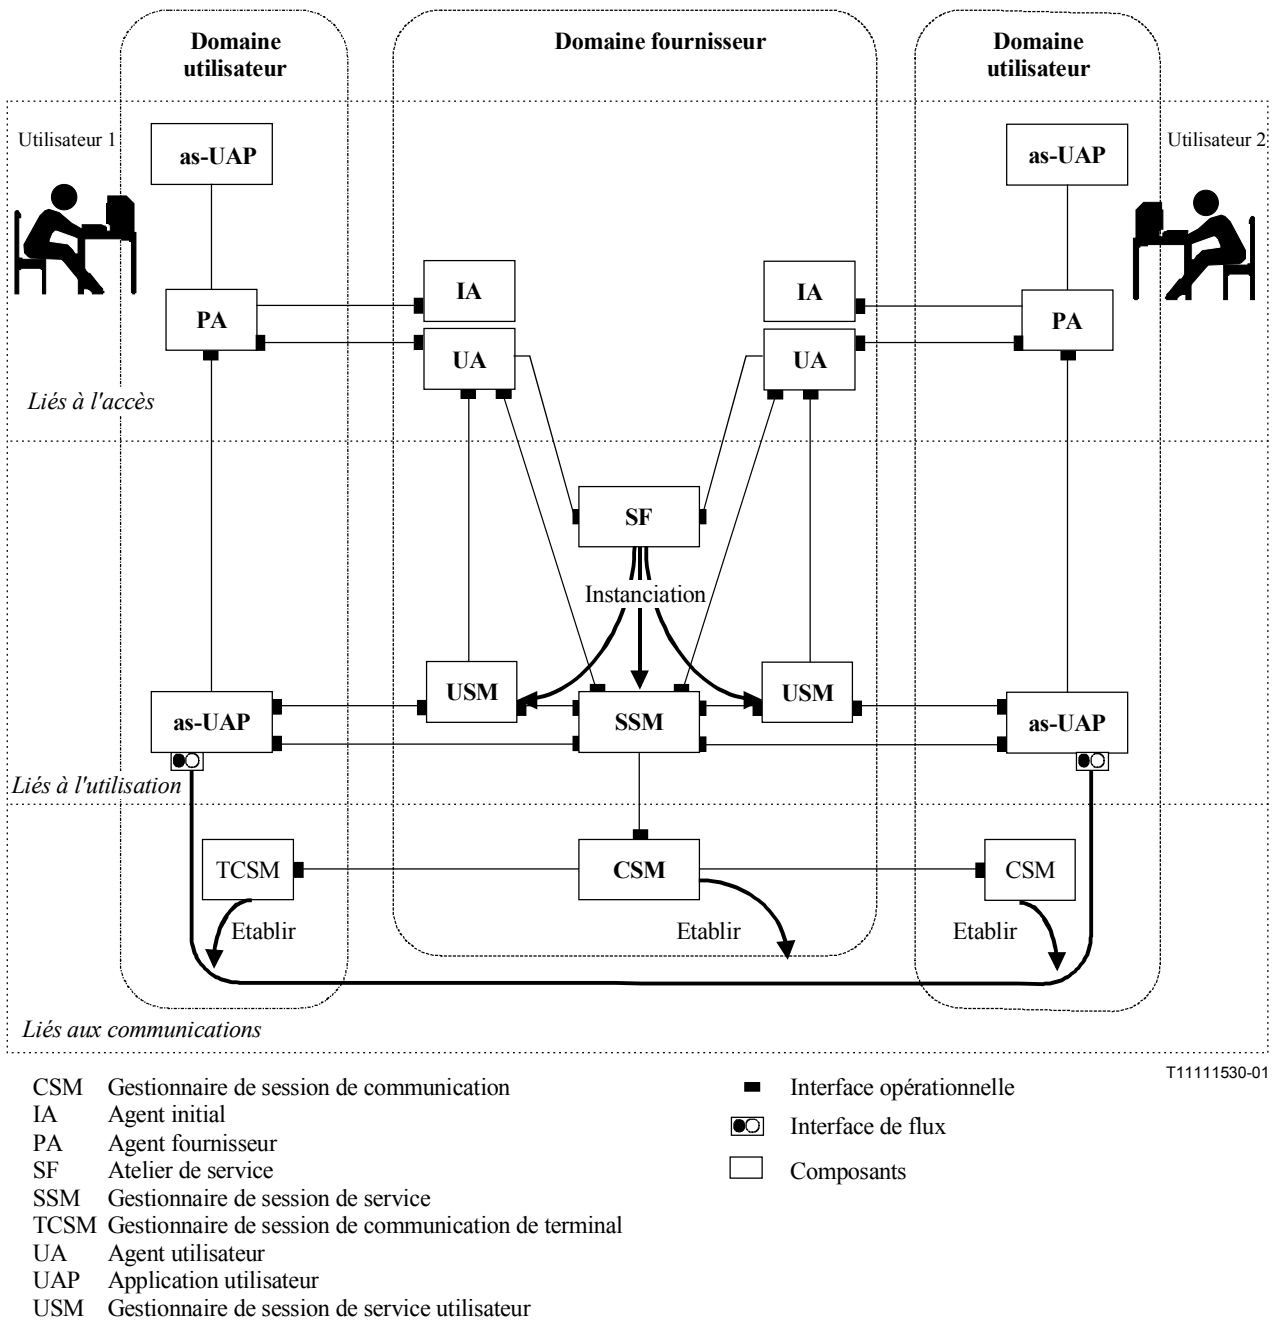 Domaine
utilisateur
Domaine fournisseur
Domaine
utilisateur
Utilisateur 1
as-UAP
as-UAP
Utilisateur 2
IA
IA
PA
PA
UA
UA
Liés à l'accès
SF
Instanciation
USM
USM
as-UAP
SSM
as-UAP
Liés à l'utilisation
TCSM
CSM
CSM
Etablir
Etablir
Etablir
Liés aux communications
T11111530-01
CSM Gestionnaire de session de communication
IA Agent initial
PA Agent fournisseur
SF Atelier de service
SSM Gestionnaire de session de service
TCSM Gestionnaire de session de communication de terminal
UA Agent utilisateur
UAP Application utilisateur
USM Gestionnaire de session de service utilisateur
Interface opérationnelle
Interface de flux
Composants